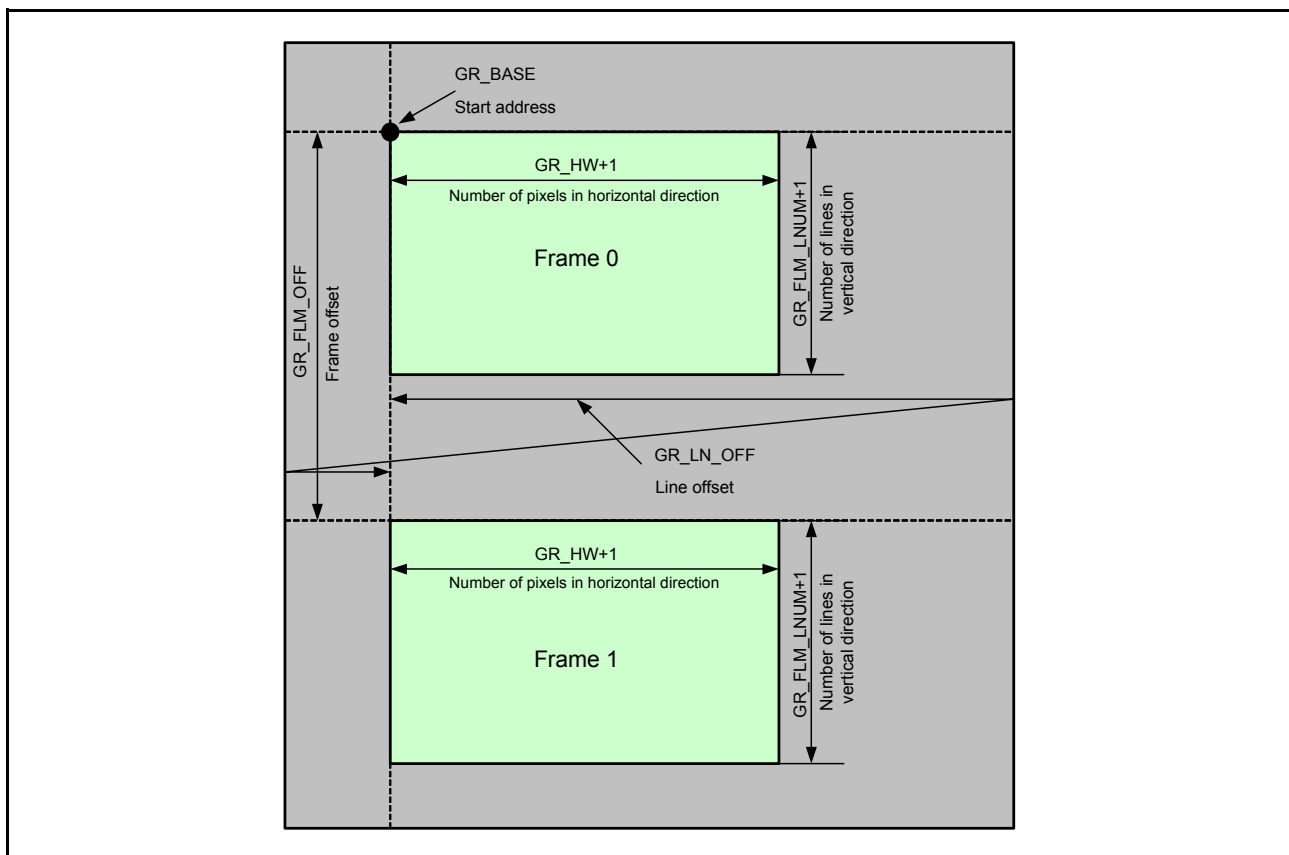 GR_BASE
Start address
GR_HW+1
Number of pixels in horizontal direction
Frame 0
GR_FLM_LNUM+1
Number of lines in
vertical direction
GR_FLM_OFF
Frame offset
GR_LN_OFF
Line offset
GR_HW+1
Number of pixels in horizontal direction
Frame 1
GR_FLM_LNUM+1
Number of lines in
vertical direction